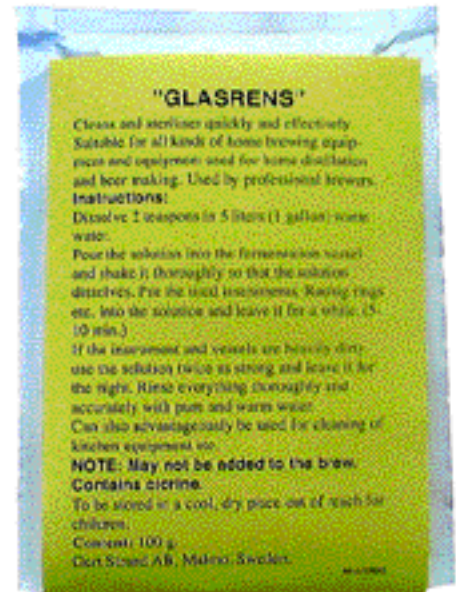 "GLASRENS"
Cleans and sterilizes quickly and effectively
Suitable for all kinds of home brewing equip-
ment and equipment used for home distillation
and beer making. Used by professional brewers.
Instructions:
Dissolve 2 teaspons in 5 liters (1 gallon)
water.
Pour the solution into the fermentation vessel
and shake it thoroughly so that the solution
dissolves. Put the used instruments, rings
etc. into the solution and leave it for a while. (5-
10 min.)
If the instrument and vessels are heavily dirty
use the solution twice as strong and leave it for
the night. Rinse everything thoroughly and
accurately with pure and warm water.
Can also advantageously be used for cleaning of
kitchen equipment etc.
NOTE: May not be added to the brew.
Contains clorine.
To be stored in a cool, dry place out of reach for
children.
Content: 100 g.
Gert Strand AB, Malmo, Sweden.